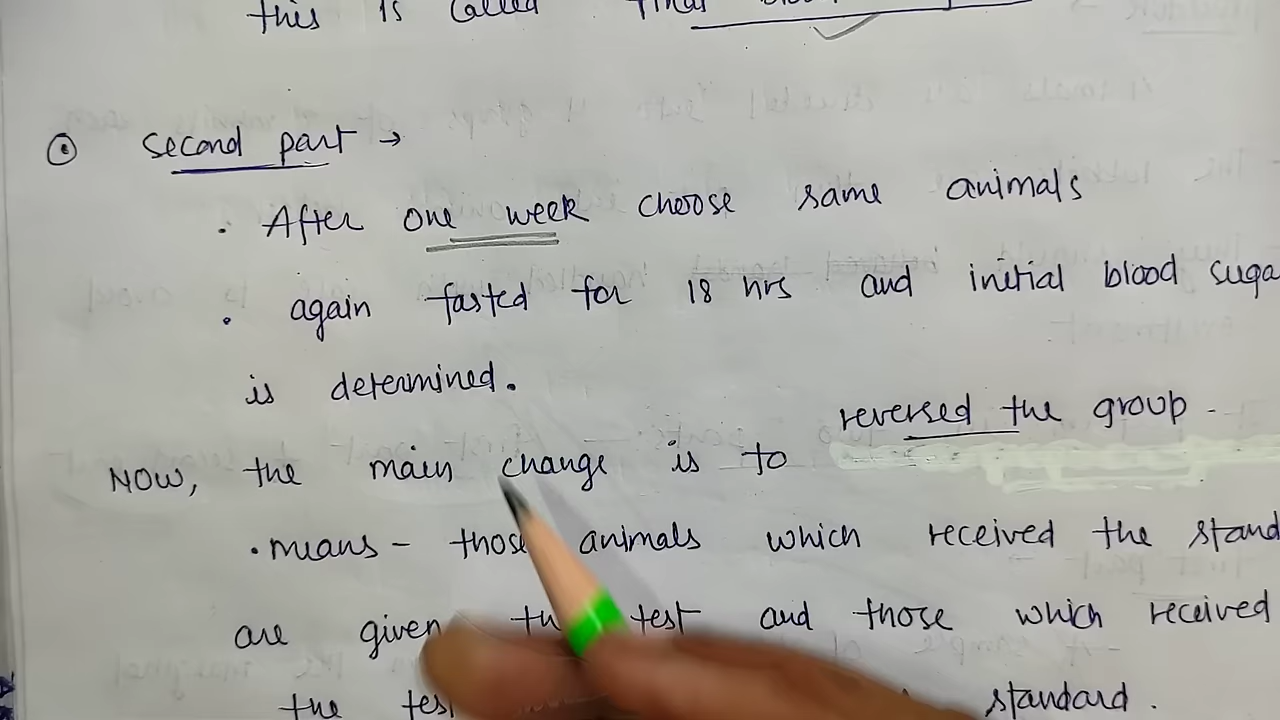 this is called
⊙ second part →
. After one week choose same animals
. again fasted for 18 hrs and initial blood suga
is determined.
reversed the group.
Now, the main change is to
. means - those animals which received the stand
are given the test and those which received
the test standard.